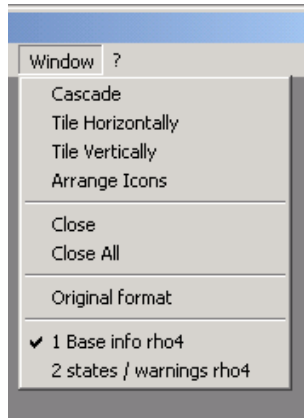 Window ?
Cascade
Tile Horizontally
Tile Vertically
Arrange Icons
Close
Close All
Original format
✔ 1 Base info rho4
2 states / warnings rho4